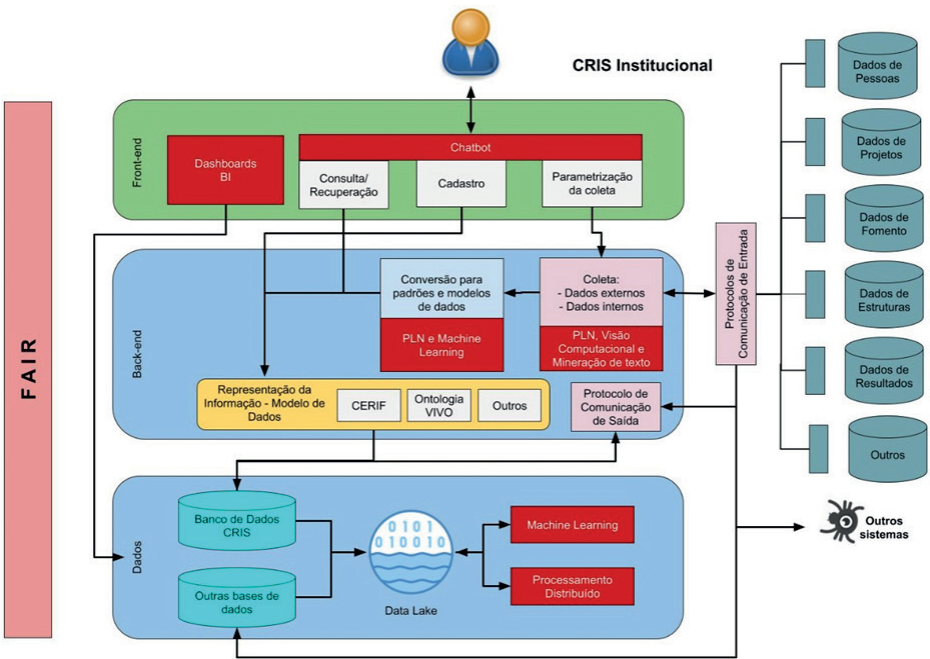 CRIS Institucional
FAIR
Front-end
Dashboards
BI
Chatbot
Consulta/
Recuperação
Cadastro
Parametrização
da coleta
Back-end
Conversão para
padrões e modelos
de dados
PLN e Machine
Learning
Coleta:
- Dados externos
- Dados internos
PLN, Visão
Computacional e
Mineração de texto
Representação da
Informação - Modelo de
Dados
CERIF
Ontologia
VIVO
Outros
Protocolo de
Comunicação
de Saída
Protocolos de
Comunicação de Entrada
Dados de
Pessoas
Dados de
Projetos
Dados de
Fomento
Dados de
Estruturas
Dados de
Resultados
Outros
Outros
sistemas
Dados
Banco de Dados
CRIS
Outras bases de
dados
0101
010010
Data Lake
Machine Learning
Processamento
Distribuído